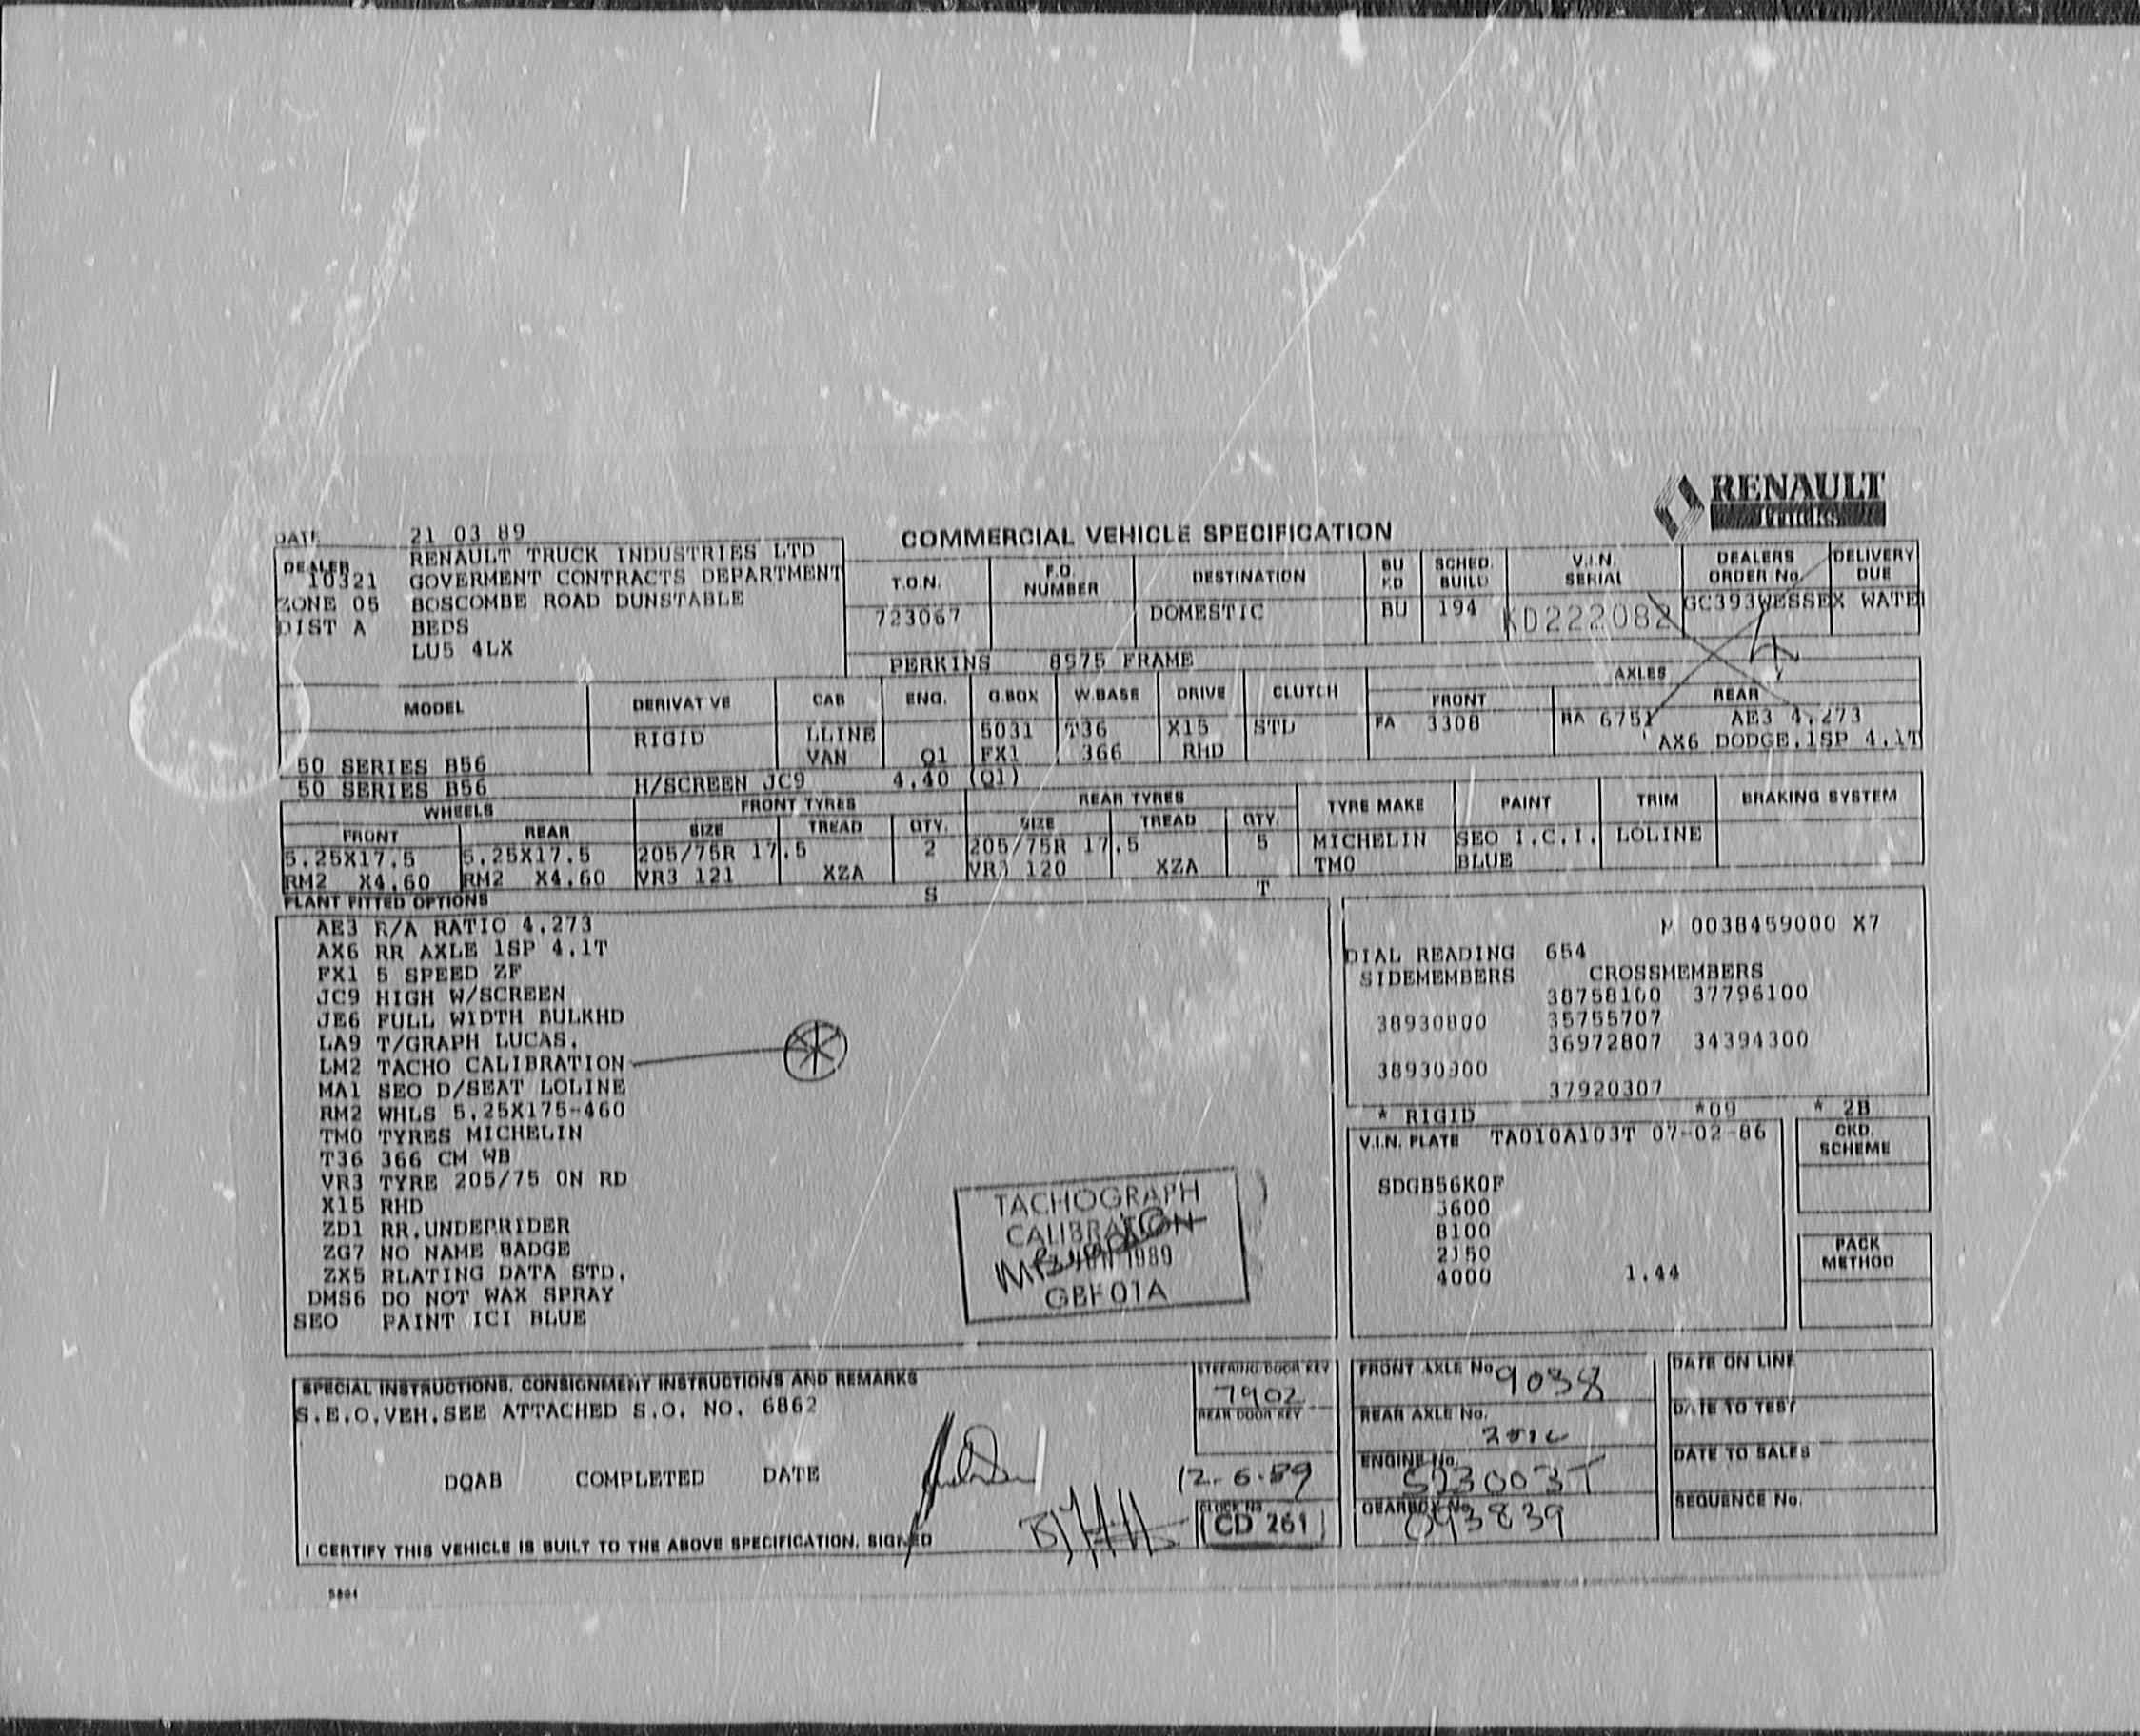 RENAULT
Trucks
COMMERCIAL VEHICLE SPECIFICATION
DATE 21 03 89
DEALER RENAULT TRUCK INDUSTRIES LTD
10321 GOVERMENT CONTRACTS DEPARTMENT
ZONE 05 BOSCOMBE ROAD DUNSTABLE
DIST A BEDS
LU5 4LX
T.O.N. F.O. NUMBER DESTINATION BU KD SCHED. BUILD V.I.N. SERIAL DEALERS ORDER No. DELIVERY DUE
723067 DOMESTIC BU 194 KD222082 GC393WESSEX WATE
PERKINS 8975 FRAME
AXLES
MODEL DERIVAT VE CAB ENG. G.BOX W.BASE DRIVE CLUTCH FRONT REAR
RIGID LLINE 5031 T36 X15 STD FA 3308 RA 6751 AE3 4.273
50 SERIES B56 VAN Q1 FX1 366 RHD AX6 DODGE.1SP 4.1T
50 SERIES B56 H/SCREEN JC9 4.40 (Q1)
WHEELS FRONT TYRES REAR TYRES TYRE MAKE PAINT TRIM BRAKING SYSTEM
FRONT REAR SIZE TREAD QTY. SIZE TREAD QTY.
5.25X17.5 5.25X17.5 205/75R 17.5 2 205/75R 17.5 5 MICHELIN SEO I.C.I. LOLINE
RM2 X4.60 RM2 X4.60 VR3 121 XZA VR3 120 XZA TMO BLUE
S T
PLANT FITTED OPTIONS
AE3 R/A RATIO 4.273
AX6 RR AXLE 1SP 4.1T
FX1 5 SPEED ZF
JC9 HIGH W/SCREEN
JE6 FULL WIDTH BULKHD
LA9 T/GRAPH LUCAS.
LM2 TACHO CALIBRATION
MA1 SEO D/SEAT LOLINE
RM2 WHLS 5.25X175-460
TMO TYRES MICHELIN
T36 366 CM WB
VR3 TYRE 205/75 ON RD
X15 RHD
ZD1 RR.UNDERRIDER
ZG7 NO NAME BADGE
ZX5 PLATING DATA STD.
DMS6 DO NOT WAX SPRAY
SEO PAINT ICI BLUE
TACHOGRAPH
CALIBRATION
JUN 1989
GBF01A
0038459000 X7
DIAL READING 654
SIDEMEMBERS CROSSMEMBERS
38758100 37796100
38930800 35755707
36972807 34394300
38930900
37920307
* RIGID *09 * 2B
V.I.N. PLATE TA010A103T 07-02-86
CKD. SCHEME
SDGB56K0F
3600
8100
2150
4000 1.44
PACK METHOD
SPECIAL INSTRUCTIONS. CONSIGNMENT INSTRUCTIONS AND REMARKS
S.E.O.VEH.SEE ATTACHED S.O. NO. 6862
DQAB COMPLETED DATE
12.6.89
I CERTIFY THIS VEHICLE IS BUILT TO THE ABOVE SPECIFICATION. SIGNED
STEERING DOOR KEY
7902
REAR DOOR KEY
CLOCK No
CD 261
FRONT AXLE No. 9038
REAR AXLE No.
ENGINE No.
GEARBOX No. 093839
DATE ON LINE
DATE TO TEST
DATE TO SALES
SEQUENCE No.
5804